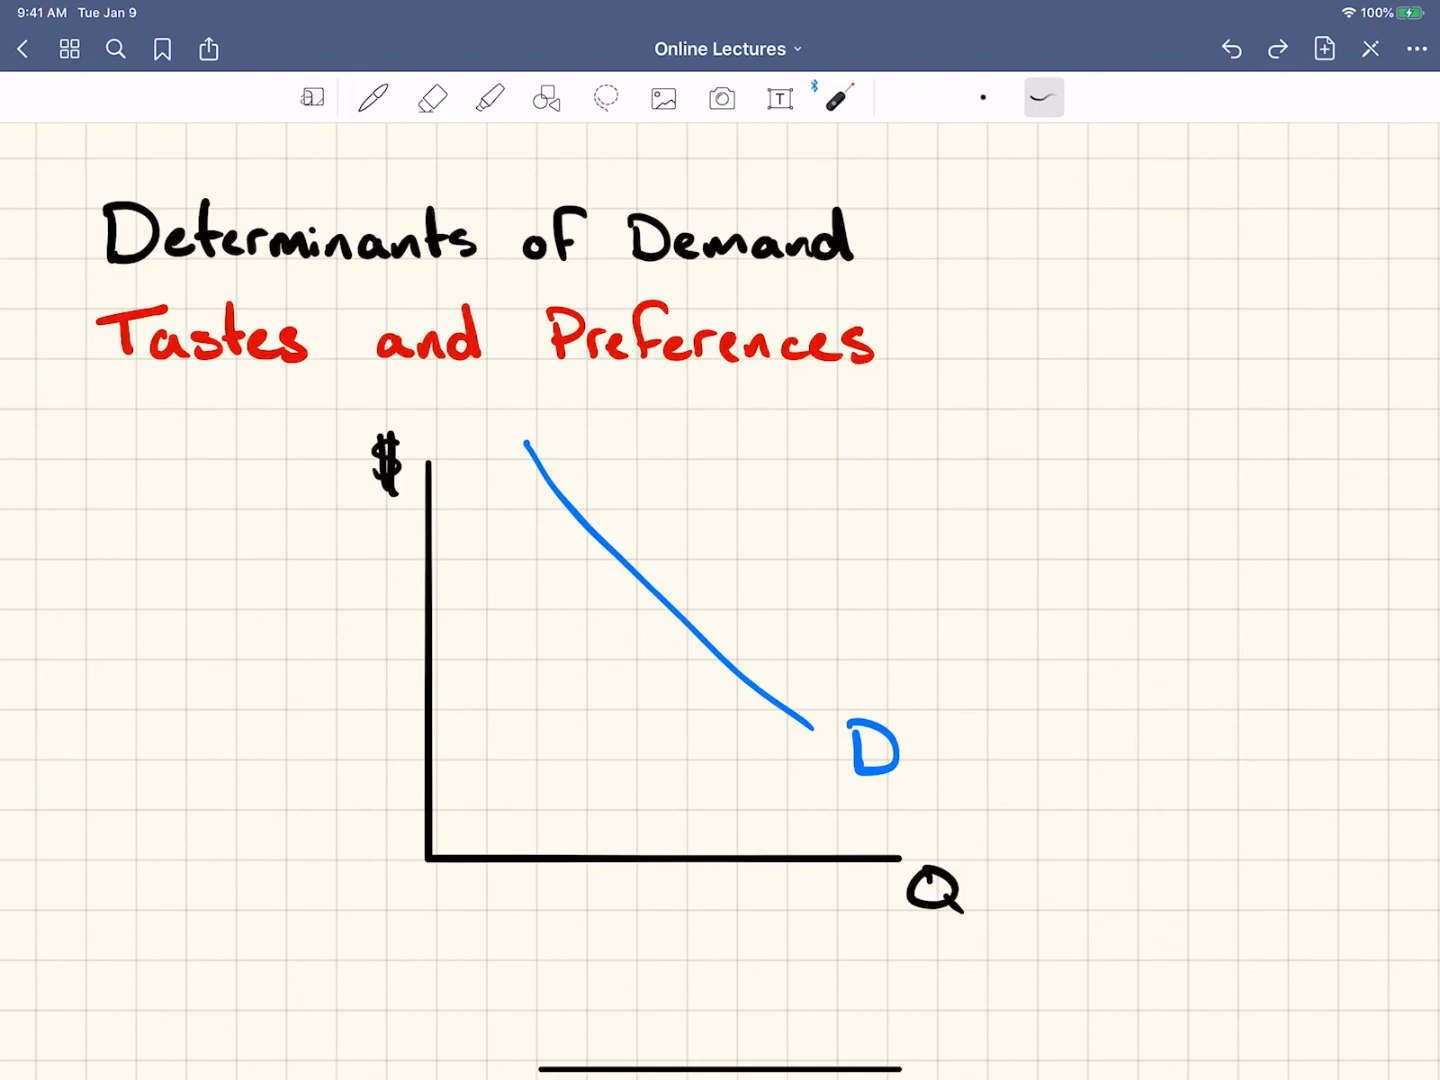 9:41 AM Tue Jan 9
100%
Online Lectures
T
Determinants of Demand
Tastes and Preferences
$
D
Q